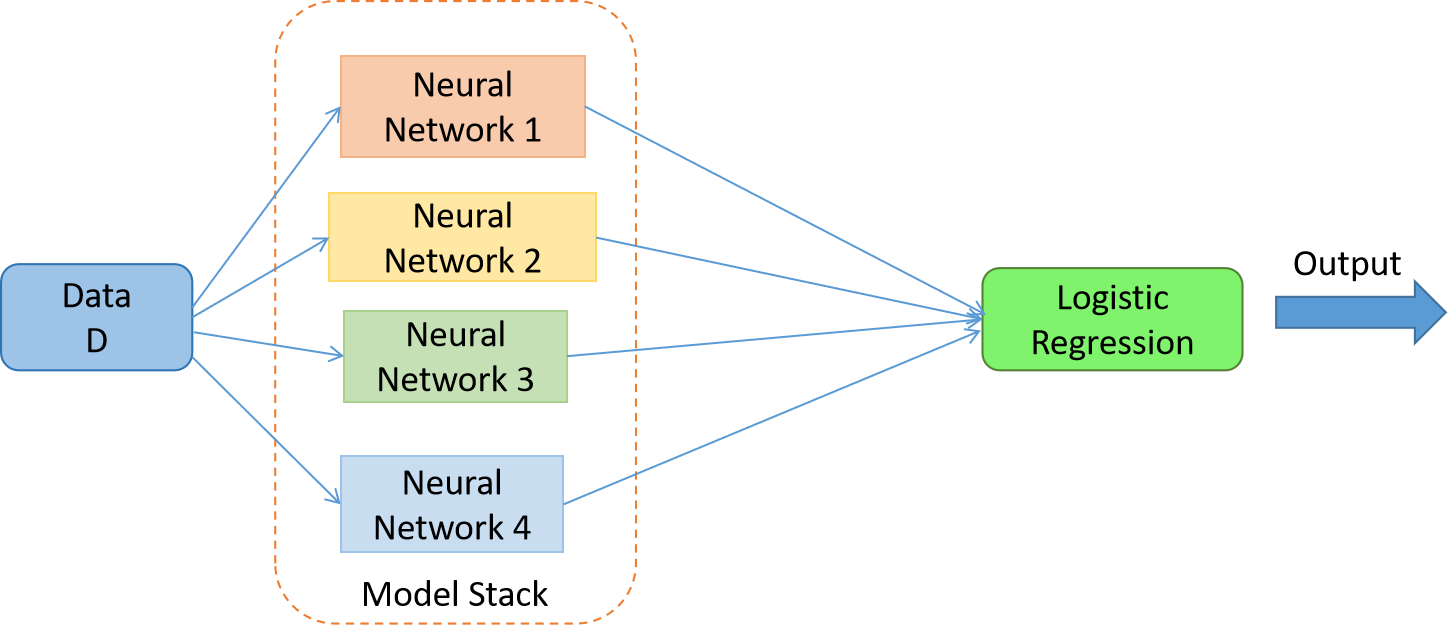 Data
D
Neural
Network 1
Neural
Network 2
Neural
Network 3
Neural
Network 4
Model Stack
Logistic
Regression
Output